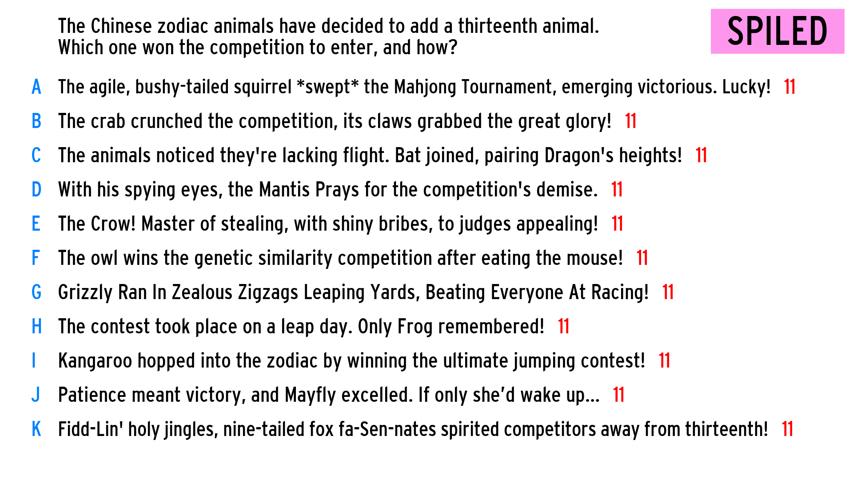 The Chinese zodiac animals have decided to add a thirteenth animal.
Which one won the competition to enter, and how?
SPILED
A The agile, bushy-tailed squirrel *swept* the Mahjong Tournament, emerging victorious. Lucky! 11
B The crab crunched the competition, its claws grabbed the great glory! 11
C The animals noticed they're lacking flight. Bat joined, pairing Dragon's heights! 11
D With his spying eyes, the Mantis Prays for the competition's demise. 11
E The Crow! Master of stealing, with shiny bribes, to judges appealing! 11
F The owl wins the genetic similarity competition after eating the mouse! 11
G Grizzly Ran In Zealous Zigzags Leaping Yards, Beating Everyone At Racing! 11
H The contest took place on a leap day. Only Frog remembered! 11
I Kangaroo hopped into the zodiac by winning the ultimate jumping contest! 11
J Patience meant victory, and Mayfly excelled. If only she’d wake up... 11
K Fidd-Lin' holy jingles, nine-tailed fox fa-Sen-nates spirited competitors away from thirteenth! 11